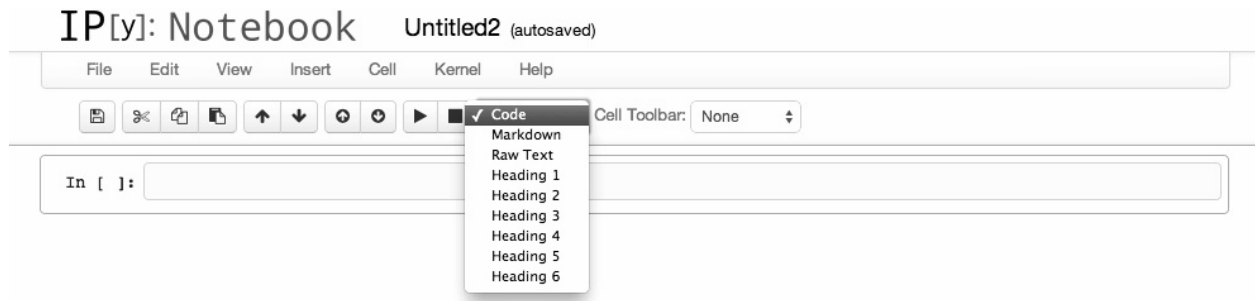 IP[y]: Notebook Untitled2 (autosaved)
File Edit View Insert Cell Kernel Help
✓ Code Cell Toolbar: None
Markdown
Raw Text
In [ ]: Heading 1
Heading 2
Heading 3
Heading 4
Heading 5
Heading 6